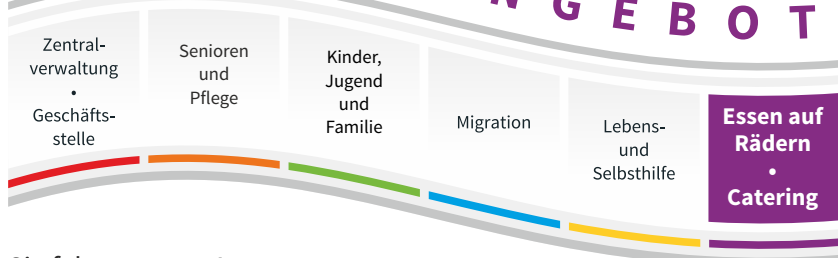 NGEBOT
Zentral-
verwaltung
•
Geschäfts-
stelle
Senioren
und
Pflege
Kinder,
Jugend
und
Familie
Migration
Lebens-
und
Selbsthilfe
Essen auf
Rädern
•
Catering